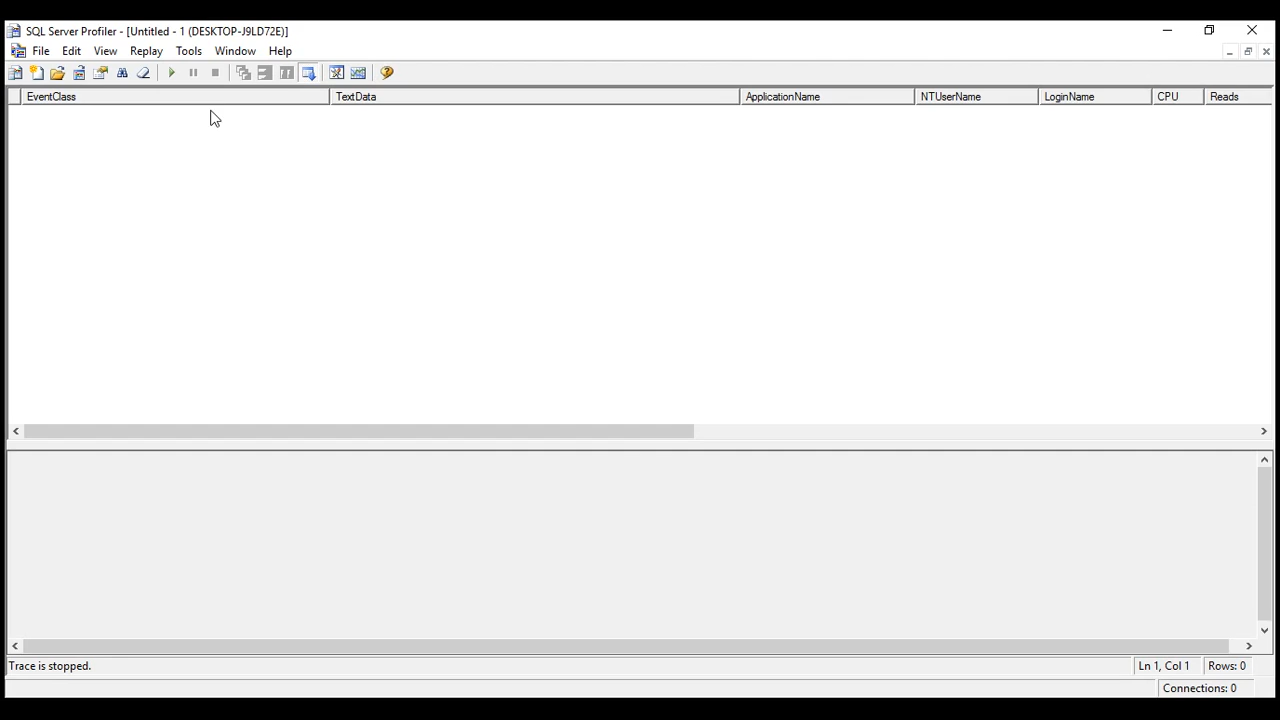 SQL Server Profiler - [Untitled - 1 (DESKTOP-J9LD72E)]
File Edit View Replay Tools Window Help
EventClass TextData ApplicationName NTUserName LoginName CPU Reads
Trace is stopped. Ln 1, Col 1 Rows: 0
Connections: 0